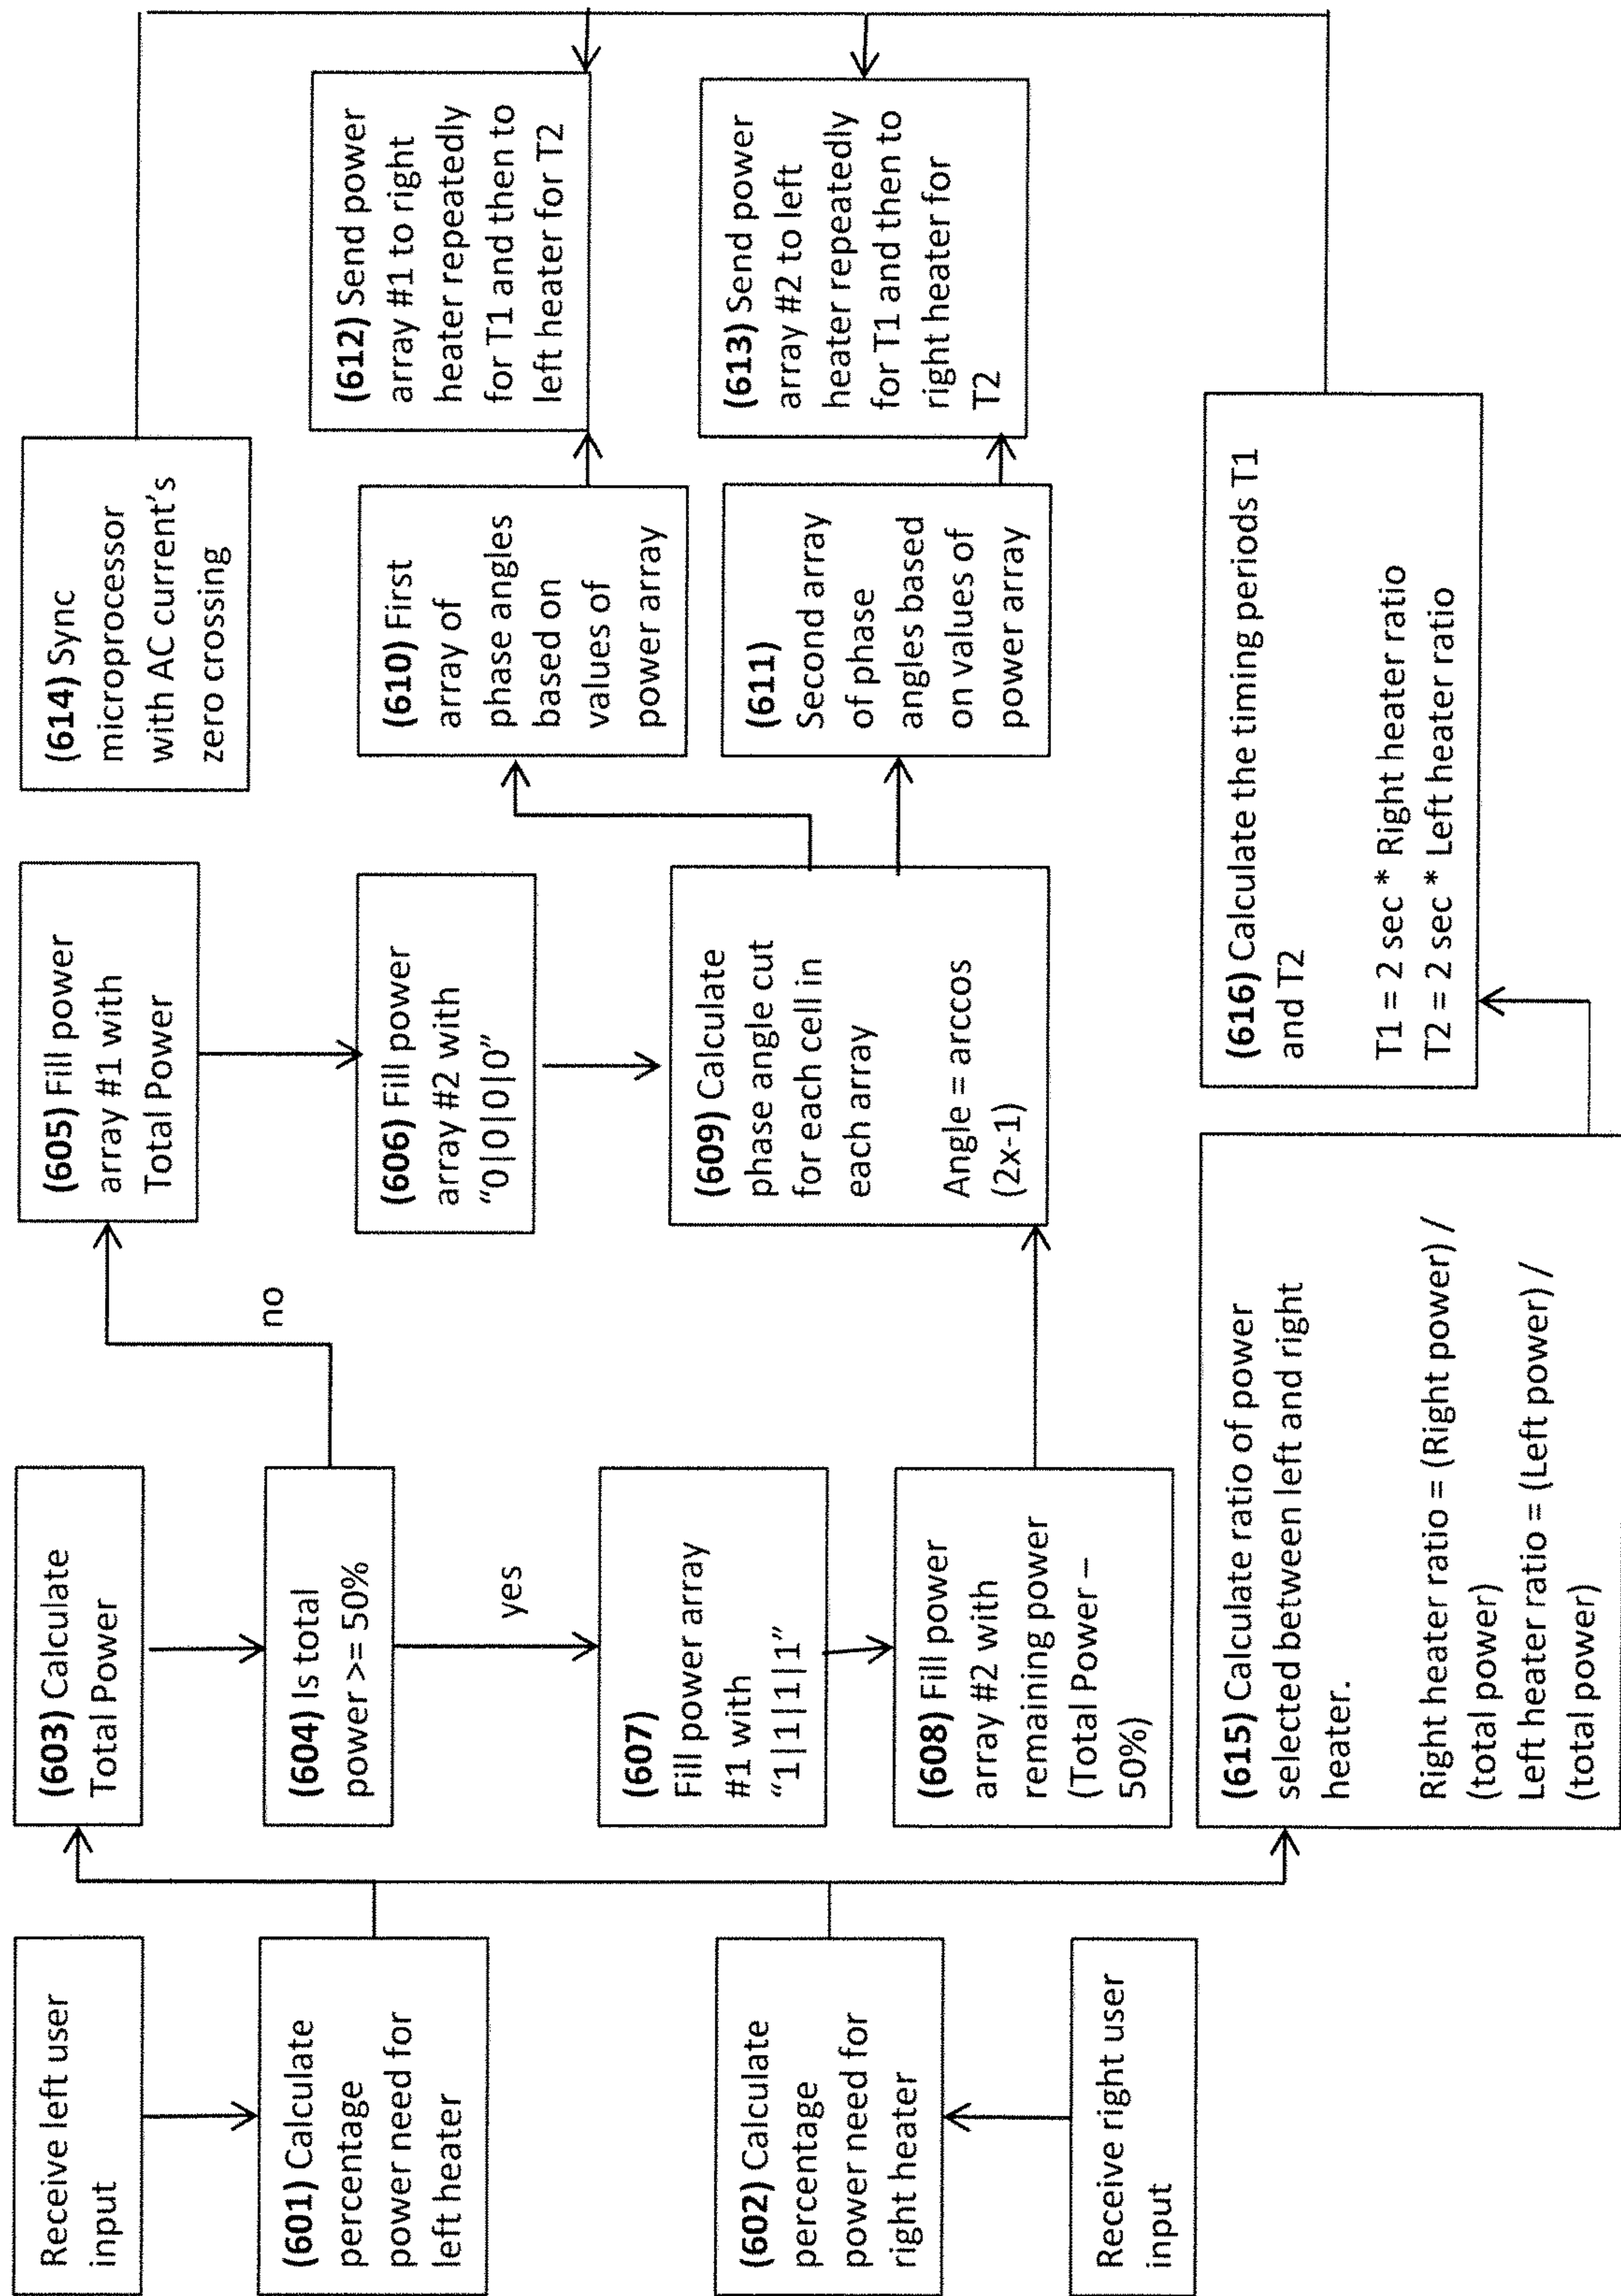 Receive left user
input
(601) Calculate
percentage
power need for
left heater
(602) Calculate
percentage
power need for
right heater
Receive right user
input
(603) Calculate
Total Power
(604) Is total
power >= 50%
no
yes
(607)
Fill power array
#1 with
“1|1|1|1”
(608) Fill power
array #2 with
remaining power
(Total Power –
50%)
(615) Calculate ratio of power
selected between left and right
heater.
Right heater ratio = (Right power) /
(total power)
Left heater ratio = (Left power) /
(total power)
(605) Fill power
array #1 with
Total Power
(606) Fill power
array #2 with
“0|0|0|0”
(609) Calculate
phase angle cut
for each cell in
each array
Angle = arccos
(2x-1)
(616) Calculate the timing periods T1
and T2
T1 = 2 sec * Right heater ratio
T2 = 2 sec * Left heater ratio
(614) Sync
microprocessor
with AC current's
zero crossing
(610) First
array of
phase angles
based on
values of
power array
(611)
Second array
of phase
angles based
on values of
power array
(612) Send power
array #1 to right
heater repeatedly
for T1 and then to
left heater for T2
(613) Send power
array #2 to left
heater repeatedly
for T1 and then to
right heater for
T2